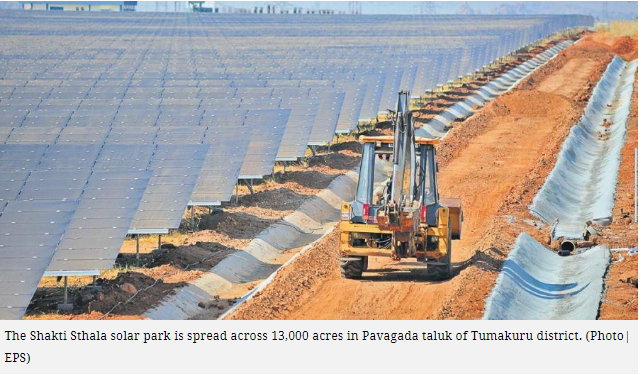 The Shakti Sthala solar park is spread across 13,000 acres in Pavagada taluk of Tumakuru district. (Photo |
EPS)